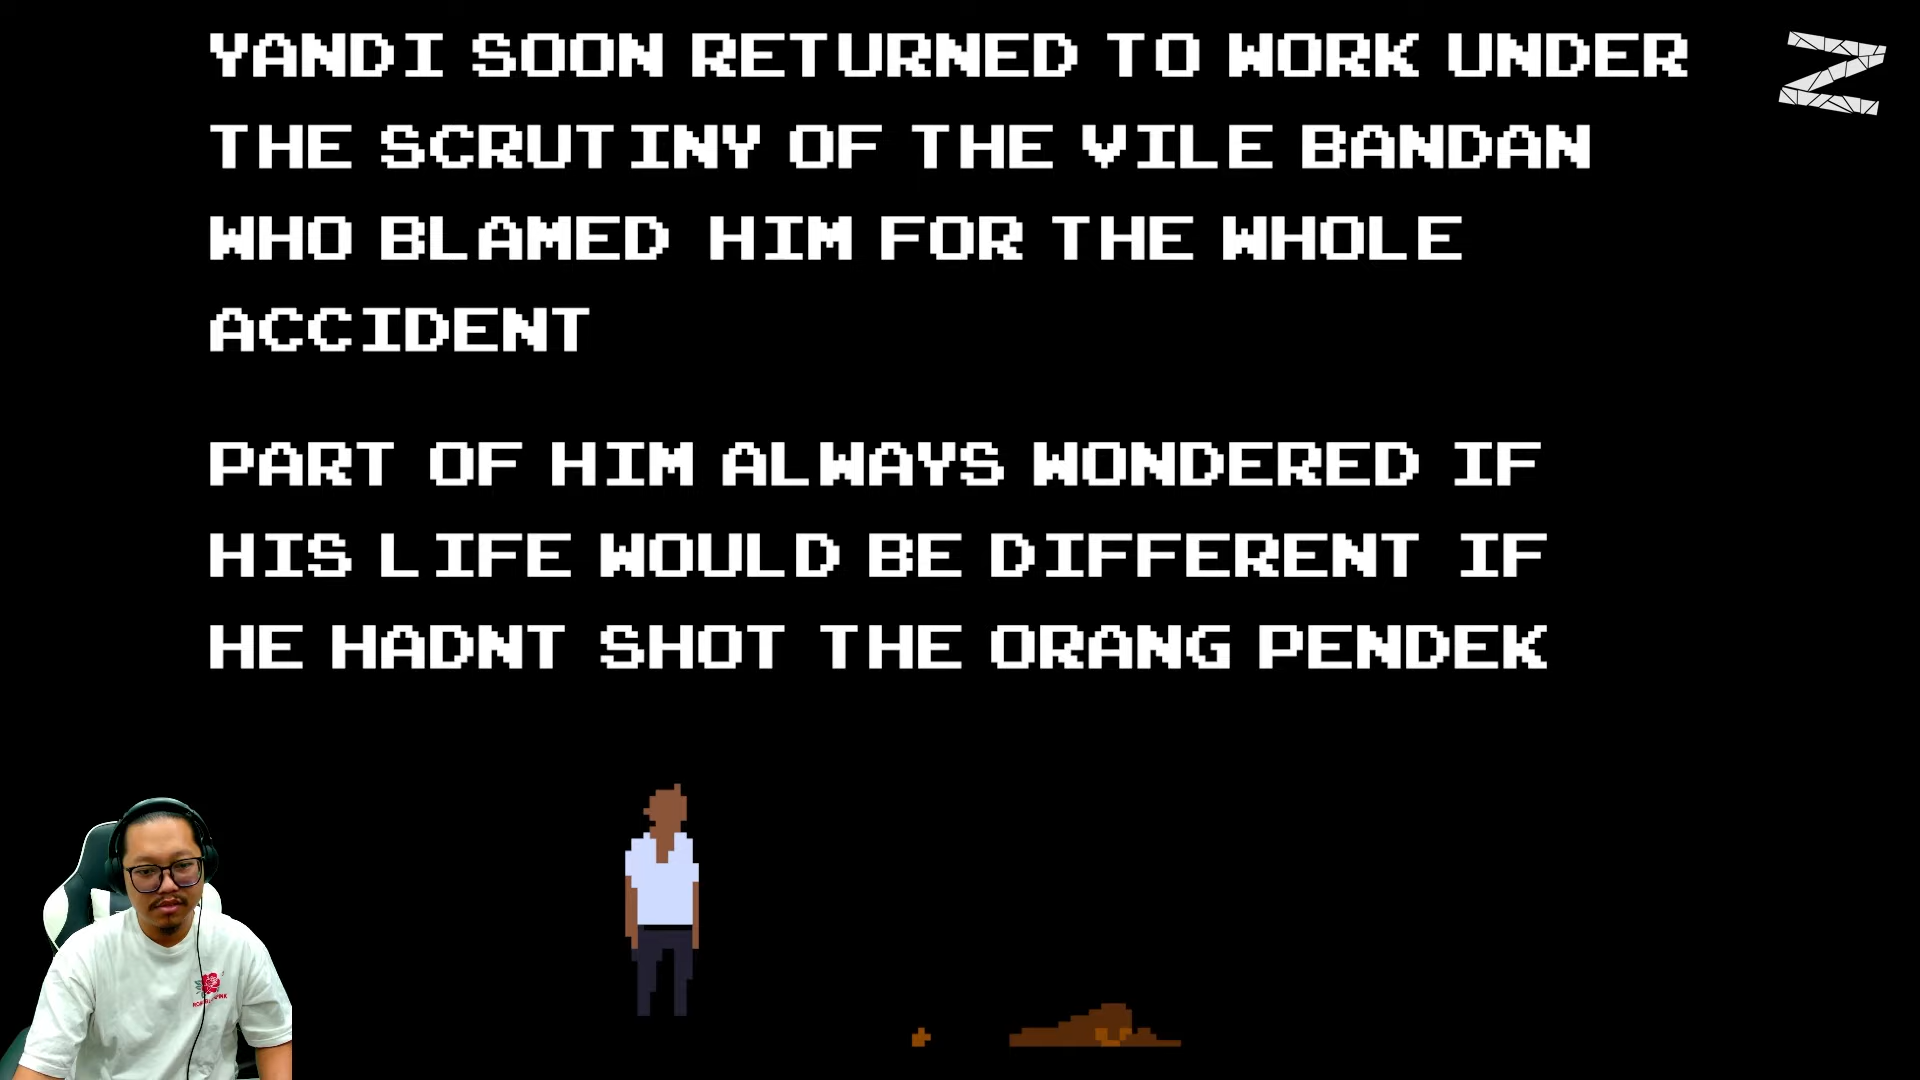 YANDI SOON RETURNED TO WORK UNDER
THE SCRUTINY OF THE VILE BANDAN
WHO BLAMED HIM FOR THE WHOLE
ACCIDENT
PART OF HIM ALWAYS WONDERED IF
HIS LIFE WOULD BE DIFFERENT IF
HE HADNT SHOT THE ORANG PENDEK
Z